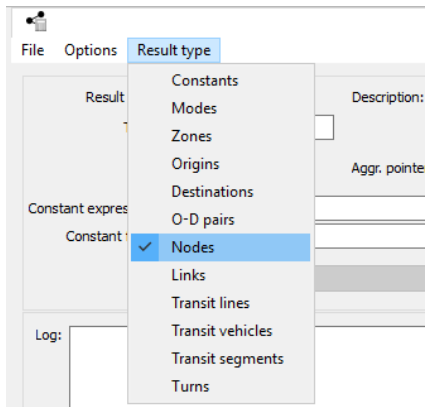 File Options Result type
Constants
Result Description:
Modes
Zones
Origins
Aggr. pointe
Destinations
Constant expres
O-D pairs
Constant
Nodes
Links
Transit lines
Log:
Transit vehicles
Transit segments
Turns